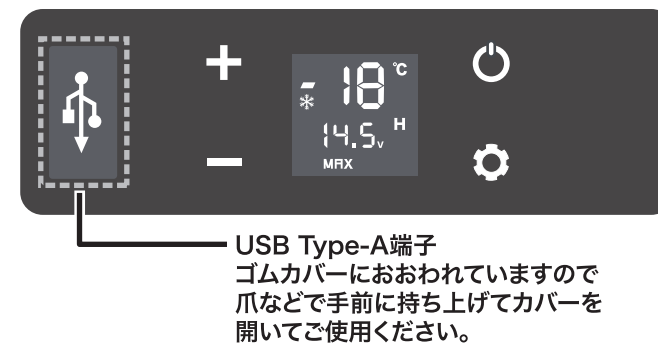 -18℃
14.5v H
MAX
USB Type-A端子
ゴムカバーにおおわれていますので
爪などで手前に持ち上げてカバーを
開いてご使用ください。